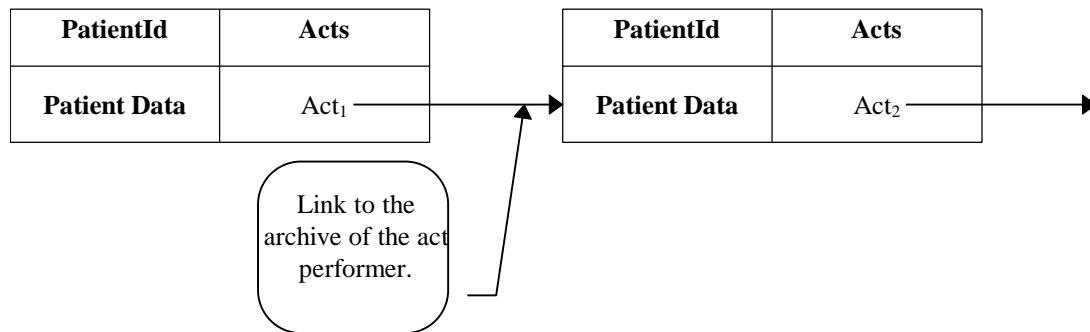 PatientId Acts PatientId Acts
Patient Data Act₁ Patient Data Act₂
Link to the
archive of the act
performer.